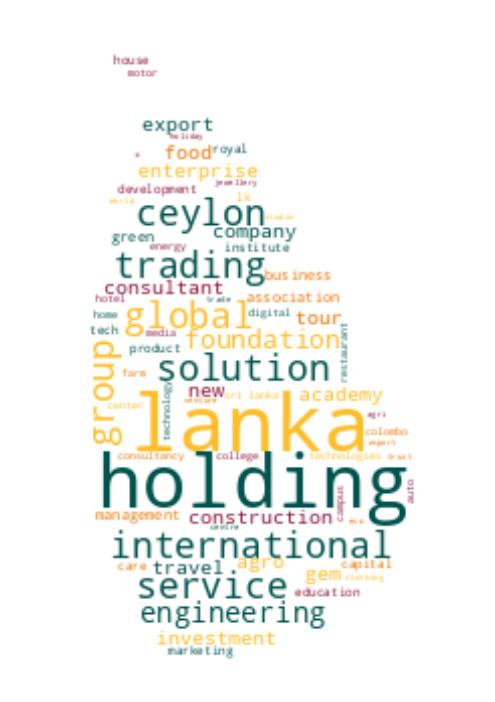 house
motor
export
holiday
food royal
enterprise
jewellery
development
lk
world
ceylon
green company
energy institute
trading
business
consultant
hotel trade association
home global digital tour
tech media foundation
product restaurant
solution
farm
group technology new sri lanka academy
center venture agri
lanka colombo
import
consultancy college technologies trust
holding
auto
campus
management construction
centre
international
care travel agro capital
gem clothing
service education
engineering
investment
marketing